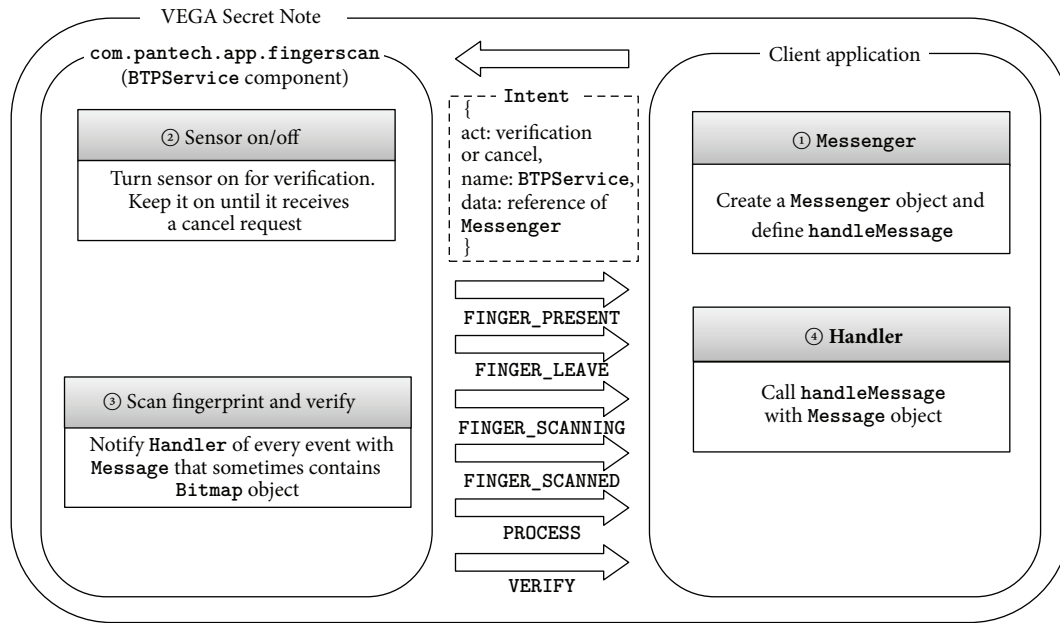 VEGA Secret Note
com.pantech.app.fingerscan
(BTPService component)
② Sensor on/off
Turn sensor on for verification.
Keep it on until it receives
a cancel request
③ Scan fingerprint and verify
Notify Handler of every event with
Message that sometimes contains
Bitmap object
Intent
{
act: verification
or cancel,
name: BTPService,
data: reference of
Messenger
}
FINGER_PRESENT
FINGER_LEAVE
FINGER_SCANNING
FINGER_SCANNED
PROCESS
VERIFY
Client application
① Messenger
Create a Messenger object and
define handleMessage
④ Handler
Call handleMessage
with Message object